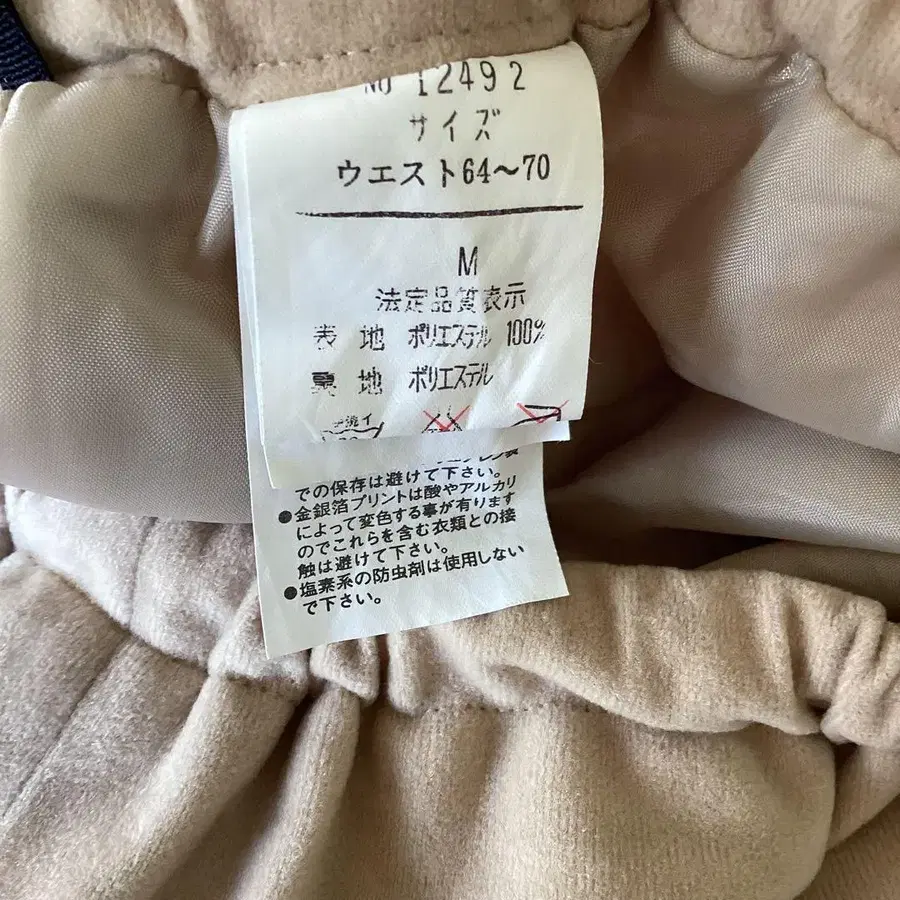 No 12492
サイズ
ウエスト64〜70
M
法定品質表示
表地 ポリエステル 100%
裏地 ポリエステル
での保存は避けて下さい。
●金銀箔プリントは酸やアルカリ
によって変色する事が有ります
のでこれらを含む衣類との接
触は避けて下さい。
●塩素系の防虫剤は使用しない
で下さい。